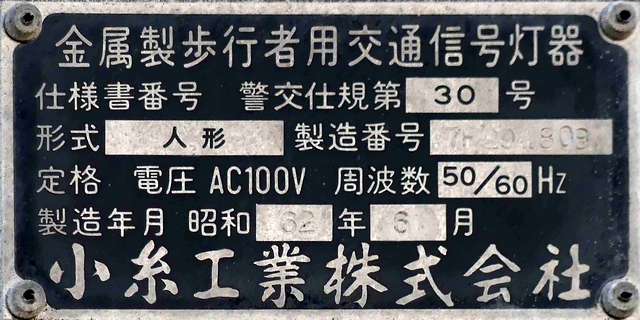 金属製歩行者用交通信号灯器
仕様書番号 警交仕規第 30 号
形式 人形 製造番号
定格 電圧 AC100V 周波数 50/60 Hz
製造年月 昭和 62 年 6 月
小糸工業株式会社